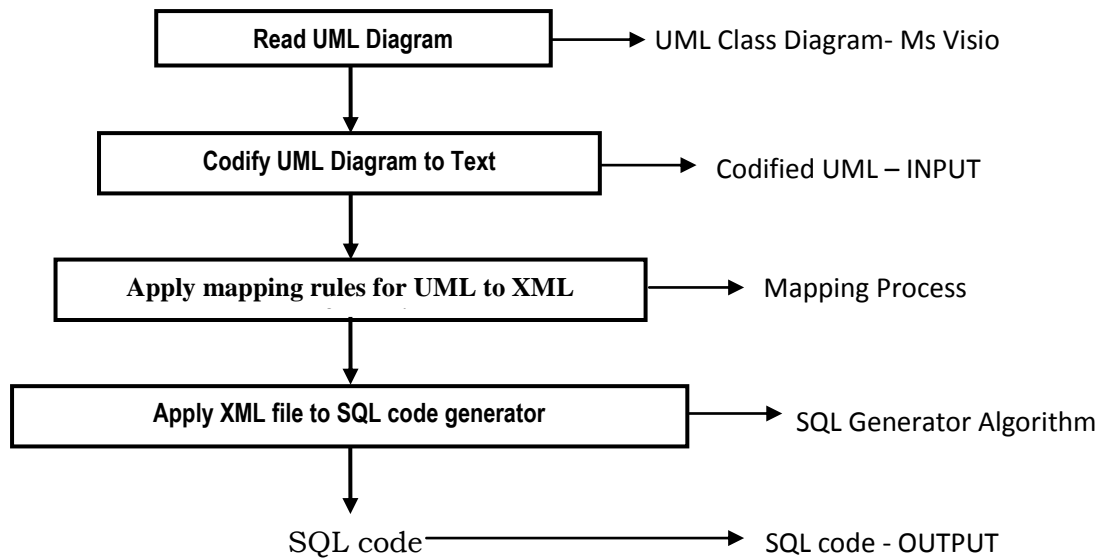 Read UML Diagram
UML Class Diagram- Ms Visio
Codify UML Diagram to Text
Codified UML – INPUT
Apply mapping rules for UML to XML
Mapping Process
Apply XML file to SQL code generator
SQL Generator Algorithm
SQL code
SQL code - OUTPUT